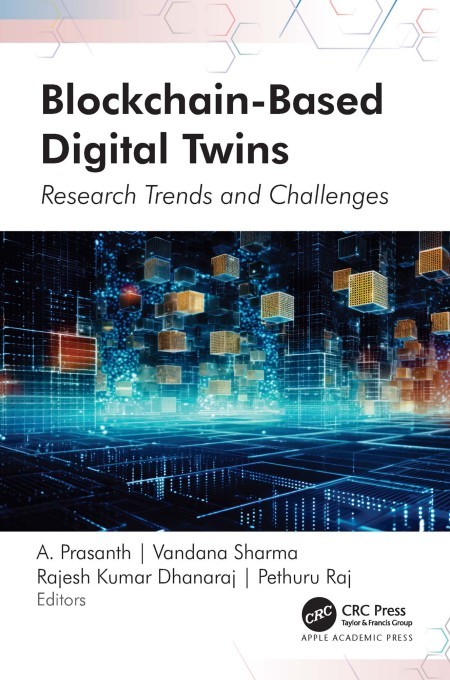 Blockchain-Based
Digital Twins
Research Trends and Challenges
A. Prasanth | Vandana Sharma
Rajesh Kumar Dhanaraj | Pethuru Raj
Editors
CRC
CRC Press
Taylor & Francis Group
APPLE ACADEMIC PRESS